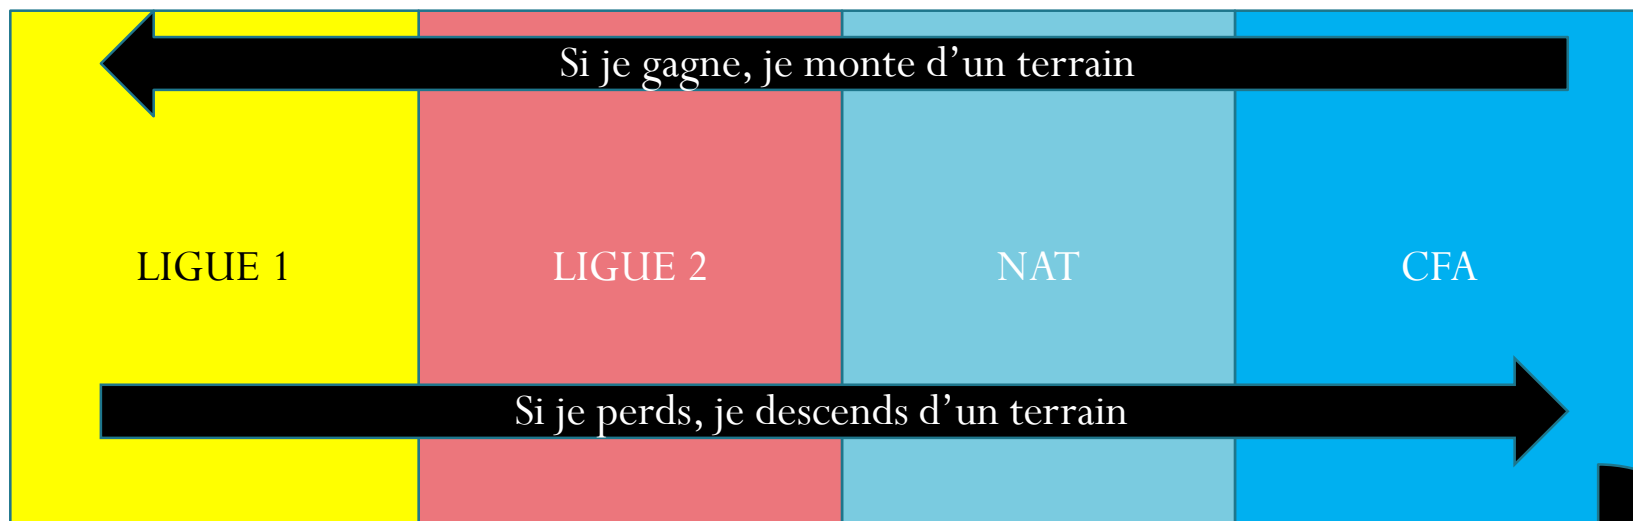 Si je gagne, je monte d’un terrain
LIGUE 1
LIGUE 2
NAT
CFA
Si je perds, je descends d’un terrain